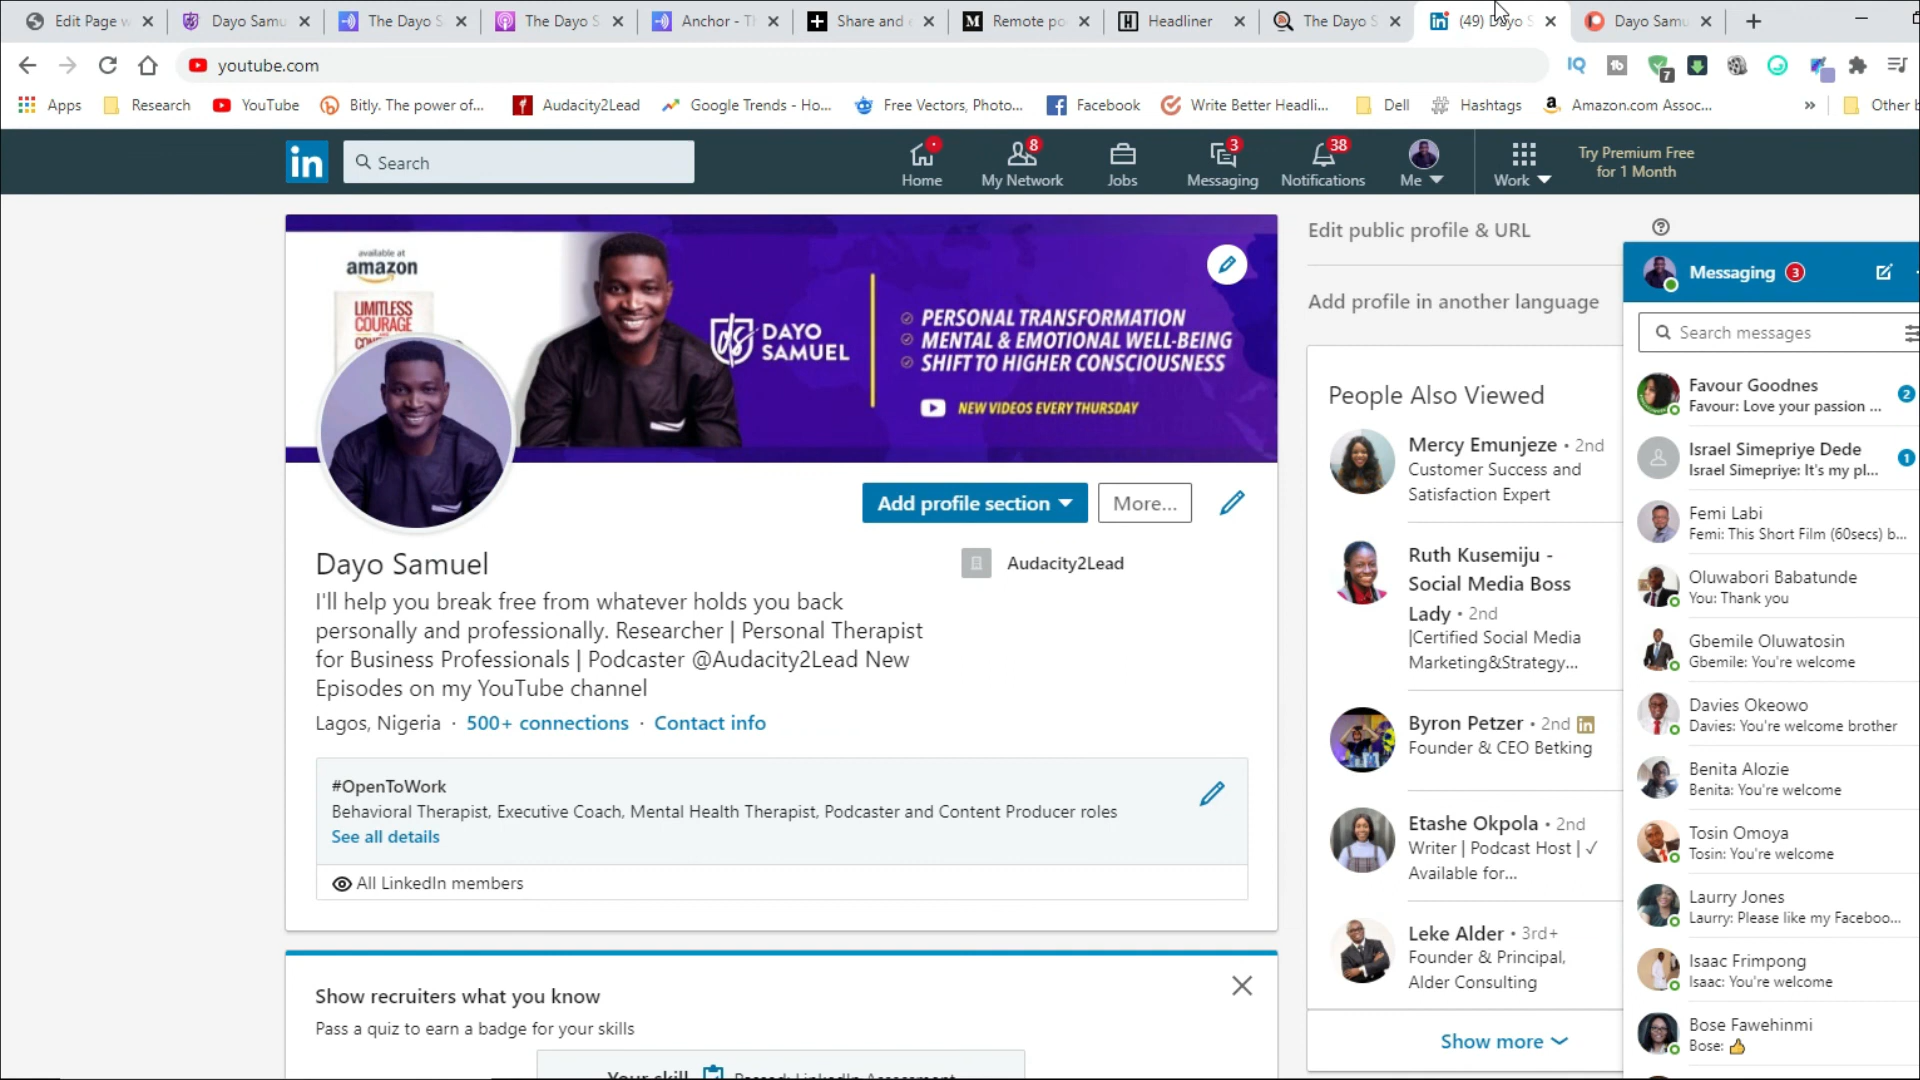 Edit Page
Dayo Samu
The Dayo S
The Dayo S
Anchor - Th
Share and
Remote po
Headliner
The Dayo S
(49) Dayo S
Dayo Samu
youtube.com
IQ
7
Apps
Research
YouTube
Bitly. The power of...
Audacity2Lead
Google Trends - Ho...
Free Vectors, Photo...
Facebook
Write Better Headli...
Dell
Hashtags
Amazon.com Assoc...
»
Other
in
Search
Home
8
My Network
Jobs
3
Messaging
38
Notifications
Me
Work
Try Premium Free
for 1 Month
available at
amazon
LIMITLESS
COURAGE
DAYO
SAMUEL
PERSONAL TRANSFORMATION
MENTAL & EMOTIONAL WELL-BEING
SHIFT TO HIGHER CONSCIOUSNESS
NEW VIDEOS EVERY THURSDAY
Add profile section
More...
Dayo Samuel
I'll help you break free from whatever holds you back
personally and professionally. Researcher | Personal Therapist
for Business Professionals | Podcaster @Audacity2Lead New
Episodes on my YouTube channel
Audacity2Lead
Lagos, Nigeria · 500+ connections · Contact info
#OpenToWork
Behavioral Therapist, Executive Coach, Mental Health Therapist, Podcaster and Content Producer roles
See all details
All LinkedIn members
Show recruiters what you know
Pass a quiz to earn a badge for your skills
Your skill
Passed: LinkedIn Assessment
Edit public profile & URL
Add profile in another language
People Also Viewed
Mercy Emunjeze • 2nd
Customer Success and
Satisfaction Expert
Ruth Kusemiju -
Social Media Boss
Lady • 2nd
|Certified Social Media
Marketing&Strategy...
Byron Petzer • 2nd in
Founder & CEO Betking
Etashe Okpola • 2nd
Writer | Podcast Host | ✓
Available for...
Leke Alder • 3rd+
Founder & Principal,
Alder Consulting
Show more
Messaging 3
Search messages
Favour Goodnes
Favour: Love your passion ...
2
Israel Simepriye Dede
Israel Simepriye: It's my pl...
1
Femi Labi
Femi: This Short Film (60secs) b...
Oluwabori Babatunde
You: Thank you
Gbemile Oluwatosin
Gbemile: You're welcome
Davies Okeowo
Davies: You're welcome brother
Benita Alozie
Benita: You're welcome
Tosin Omoya
Tosin: You're welcome
Laurry Jones
Laurry: Please like my Faceboo...
Isaac Frimpong
Isaac: You're welcome
Bose Fawehinmi
Bose: 👍